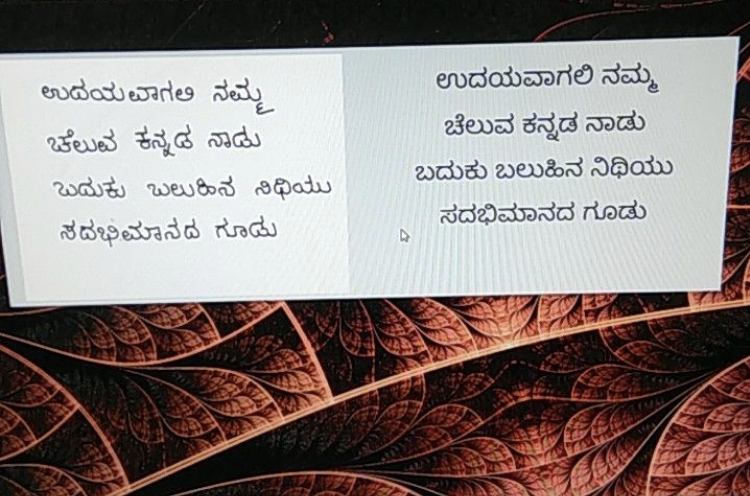 ಉದಯವಾಗಲಿ ನಮ್ಮ
ಚೆಲುವ ಕನ್ನಡ ನಾಡು
ಬದುಕು ಬಲುಹಿನ ನಿಧಿಯು
ಸದಭಿಮಾನದ ಗೂಡು
ಉದಯವಾಗಲಿ ನಮ್ಮ
ಚೆಲುವ ಕನ್ನಡ ನಾಡು
ಬದುಕು ಬಲುಹಿನ ನಿಥಿಯು
ಸದಭಿಮಾನದ ಗೂಡು